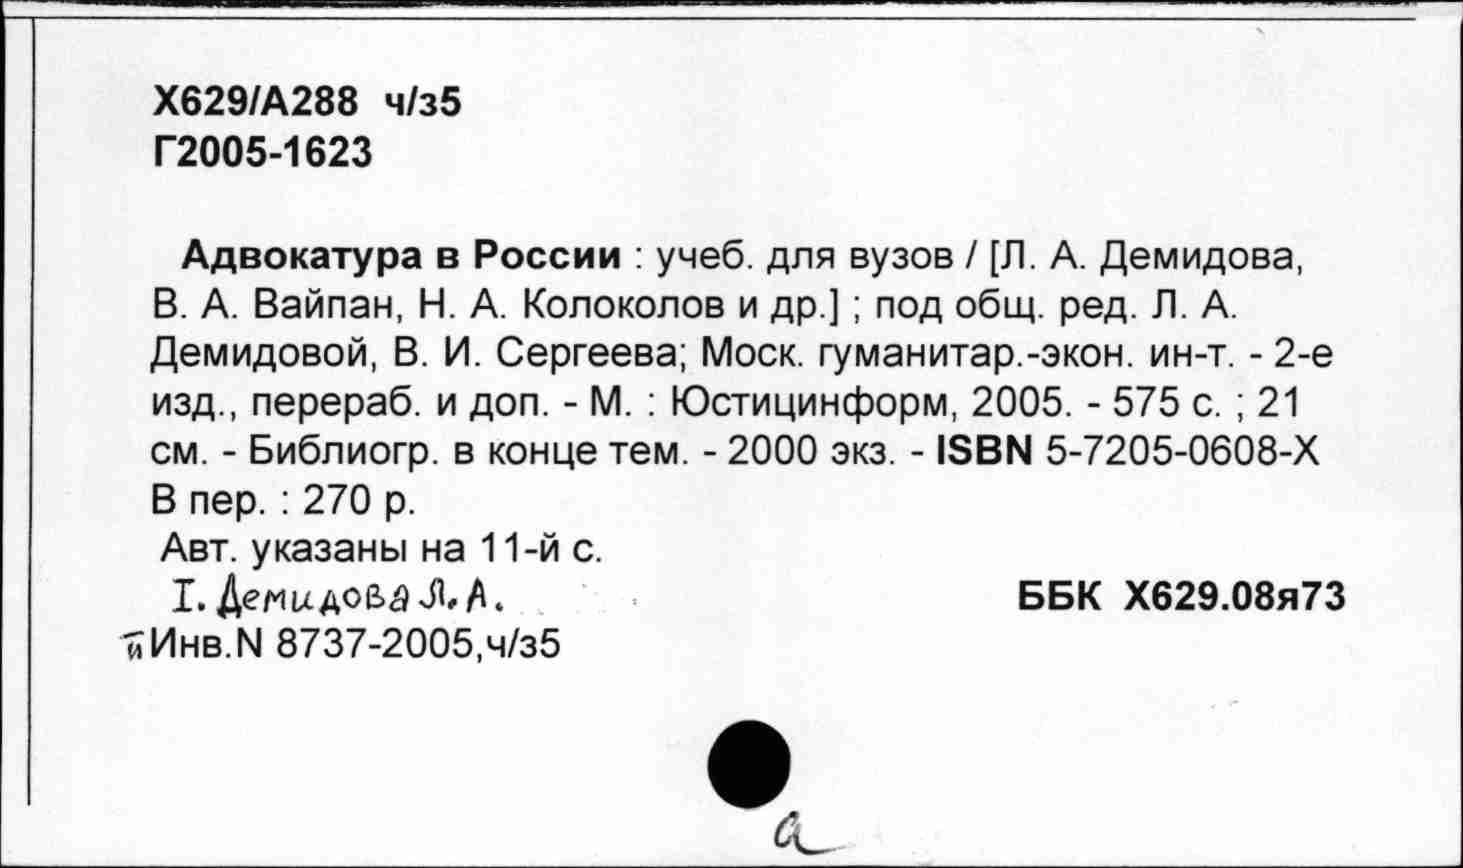 Х629/А288 ч/з5
Г2005-1623
Адвокатура в России : учеб. для вузов / [Л. А. Демидова,
В. А. Вайпан, Н. А. Колоколов и др.] ; под общ. ред. Л. А.
Демидовой, В. И. Сергеева; Моск. гуманитар.-экон. ин-т. - 2-е
изд., перераб. и доп. - М. : Юстицинформ, 2005. - 575 с. ; 21
см. - Библиогр. в конце тем. - 2000 экз. - ISBN 5-7205-0608-X
В пер. : 270 р.
Авт. указаны на 11-й с.
I. Демидова Л. А. ББК Х629.08я73
Инв.N 8737-2005,ч/з5
а